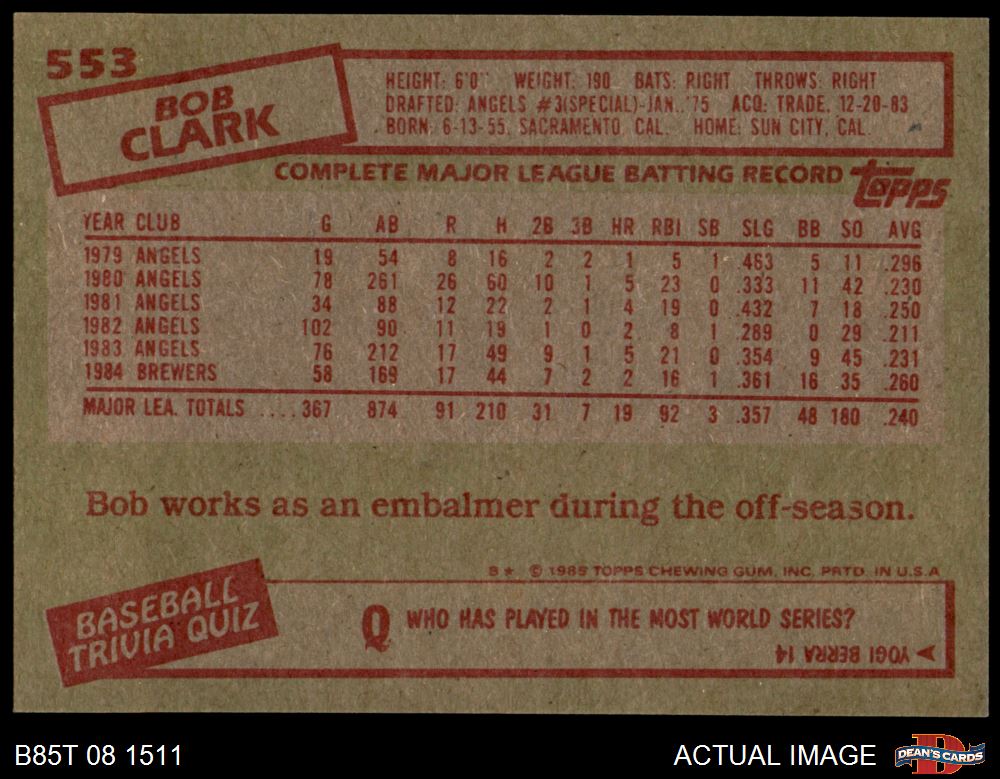 553
BOB
CLARK
HEIGHT: 6'0" WEIGHT: 190 BATS: RIGHT THROWS: RIGHT
DRAFTED: ANGELS #3(SPECIAL)-JAN., '75 ACQ: TRADE, 12-20-83
BORN: 6-13-55, SACRAMENTO, CAL. HOME: SUN CITY, CAL.
COMPLETE MAJOR LEAGUE BATTING RECORD topps
YEAR CLUB G AB R H 2B 3B HR RBI SB SLG BB SO AVG
1979 ANGELS 19 54 8 16 2 2 1 5 1 .463 5 11 .296
1980 ANGELS 78 261 26 60 10 1 5 23 0 .333 11 42 .230
1981 ANGELS 34 88 12 22 2 1 4 19 0 .432 7 18 .250
1982 ANGELS 102 90 11 19 1 0 2 8 1 .289 0 29 .211
1983 ANGELS 76 212 17 49 9 1 5 21 0 .354 9 45 .231
1984 BREWERS 58 169 17 44 7 2 2 16 1 .361 16 35 .260
MAJOR LEA. TOTALS ....367 874 91 210 31 7 19 92 3 .357 48 180 .240
Bob works as an embalmer during the off-season.
B★ © 1985 TOPPS CHEWING GUM, INC. PRTD. IN U.S.A.
BASEBALL
TRIVIA QUIZ
Q WHO HAS PLAYED IN THE MOST WORLD SERIES?
A YOGI BERRA 14
B85T 08 1511 ACTUAL IMAGE DEAN'S CARDS